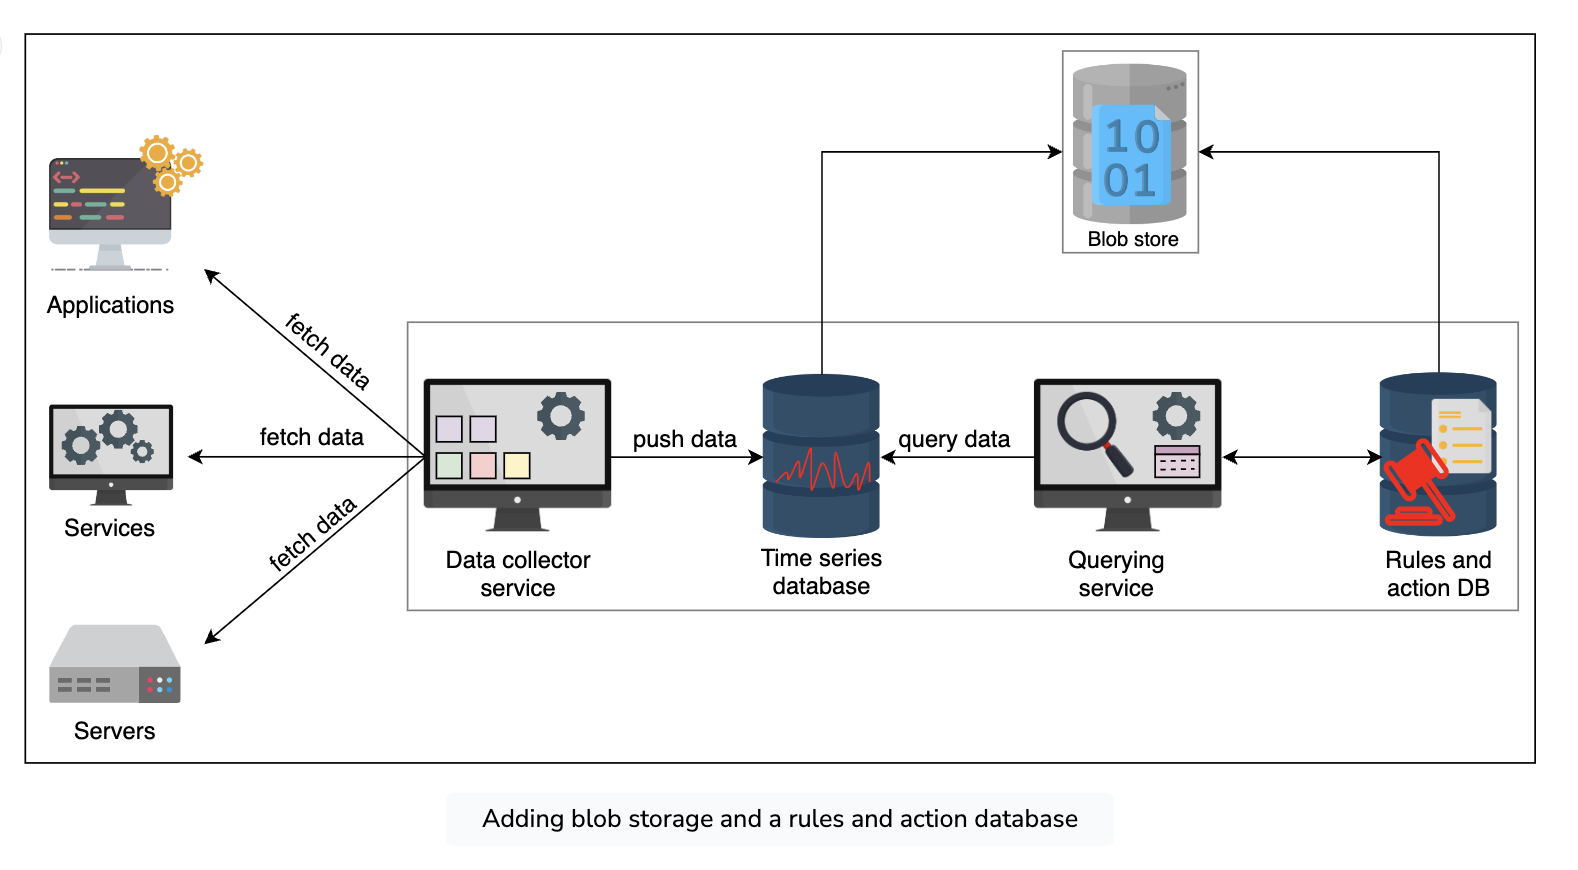 10
01
Blob store
Applications
fetch data
fetch data
fetch data
push data
query data
Services
Data collector
service
Time series
database
Querying
service
Rules and
action DB
Servers
Adding blob storage and a rules and action database